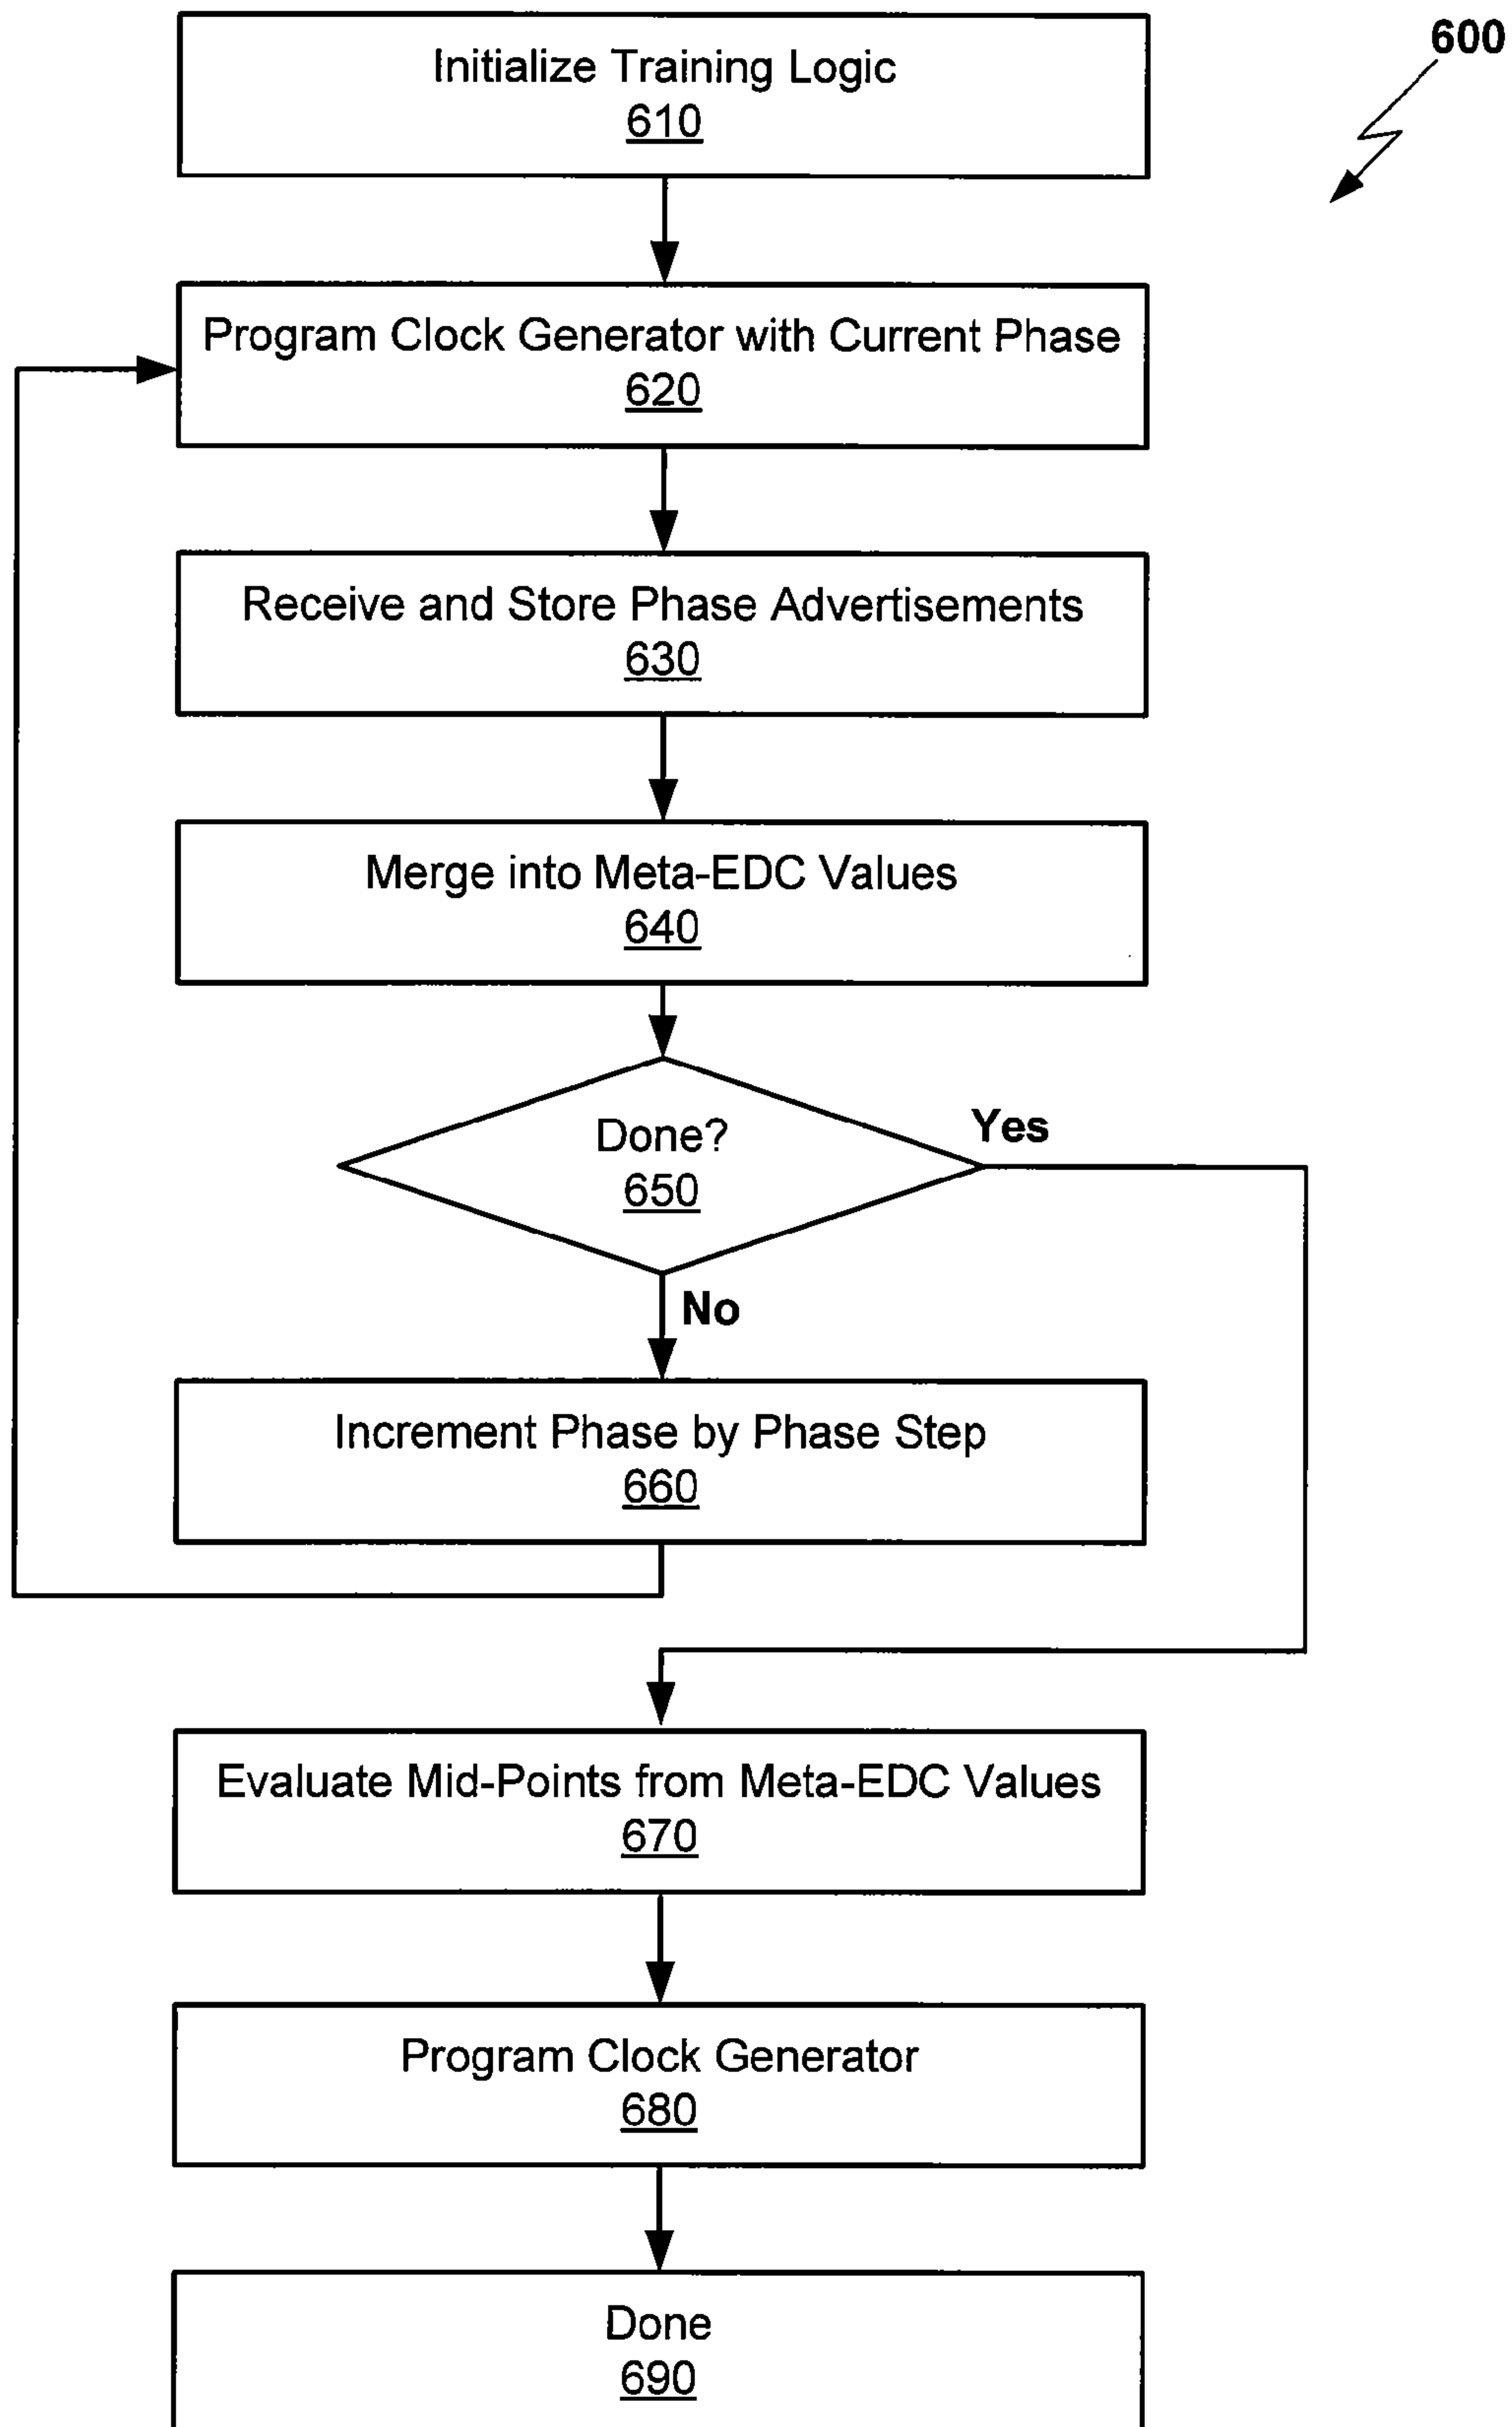 600
Initialize Training Logic
610
Program Clock Generator with Current Phase
620
Receive and Store Phase Advertisements
630
Merge into Meta-EDC Values
640
Done?
650
Yes
No
Increment Phase by Phase Step
660
Evaluate Mid-Points from Meta-EDC Values
670
Program Clock Generator
680
Done
690